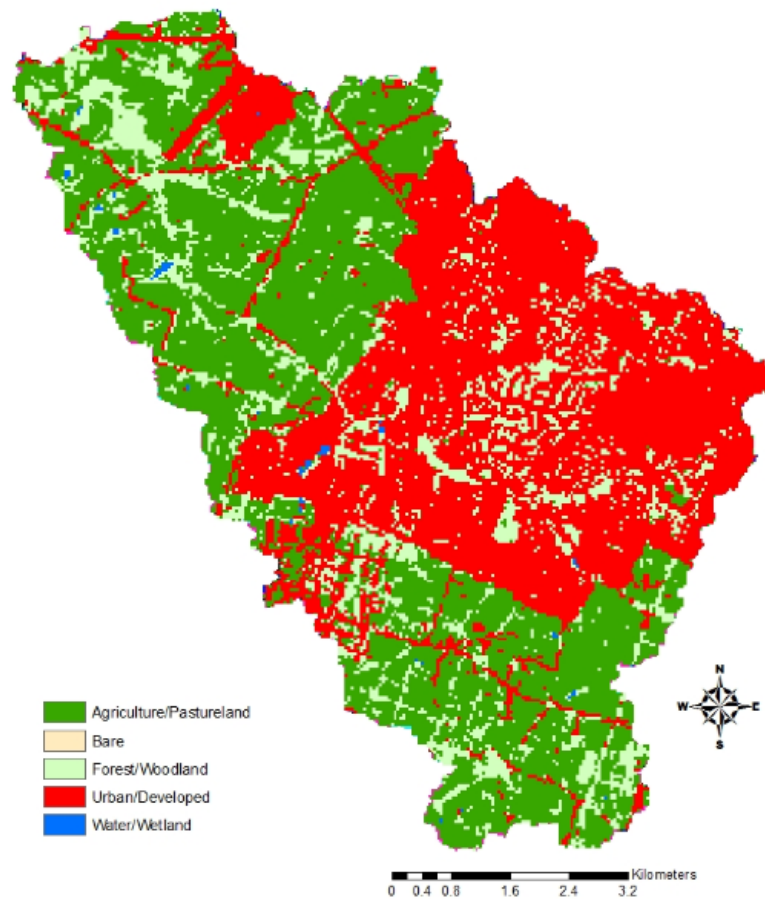 Agriculture/Pastureland
Bare
Forest/Woodland
Urban/Developed
Water/Wetland
N
W E
S
Kilometers
0 0.4 0.8 1.6 2.4 3.2